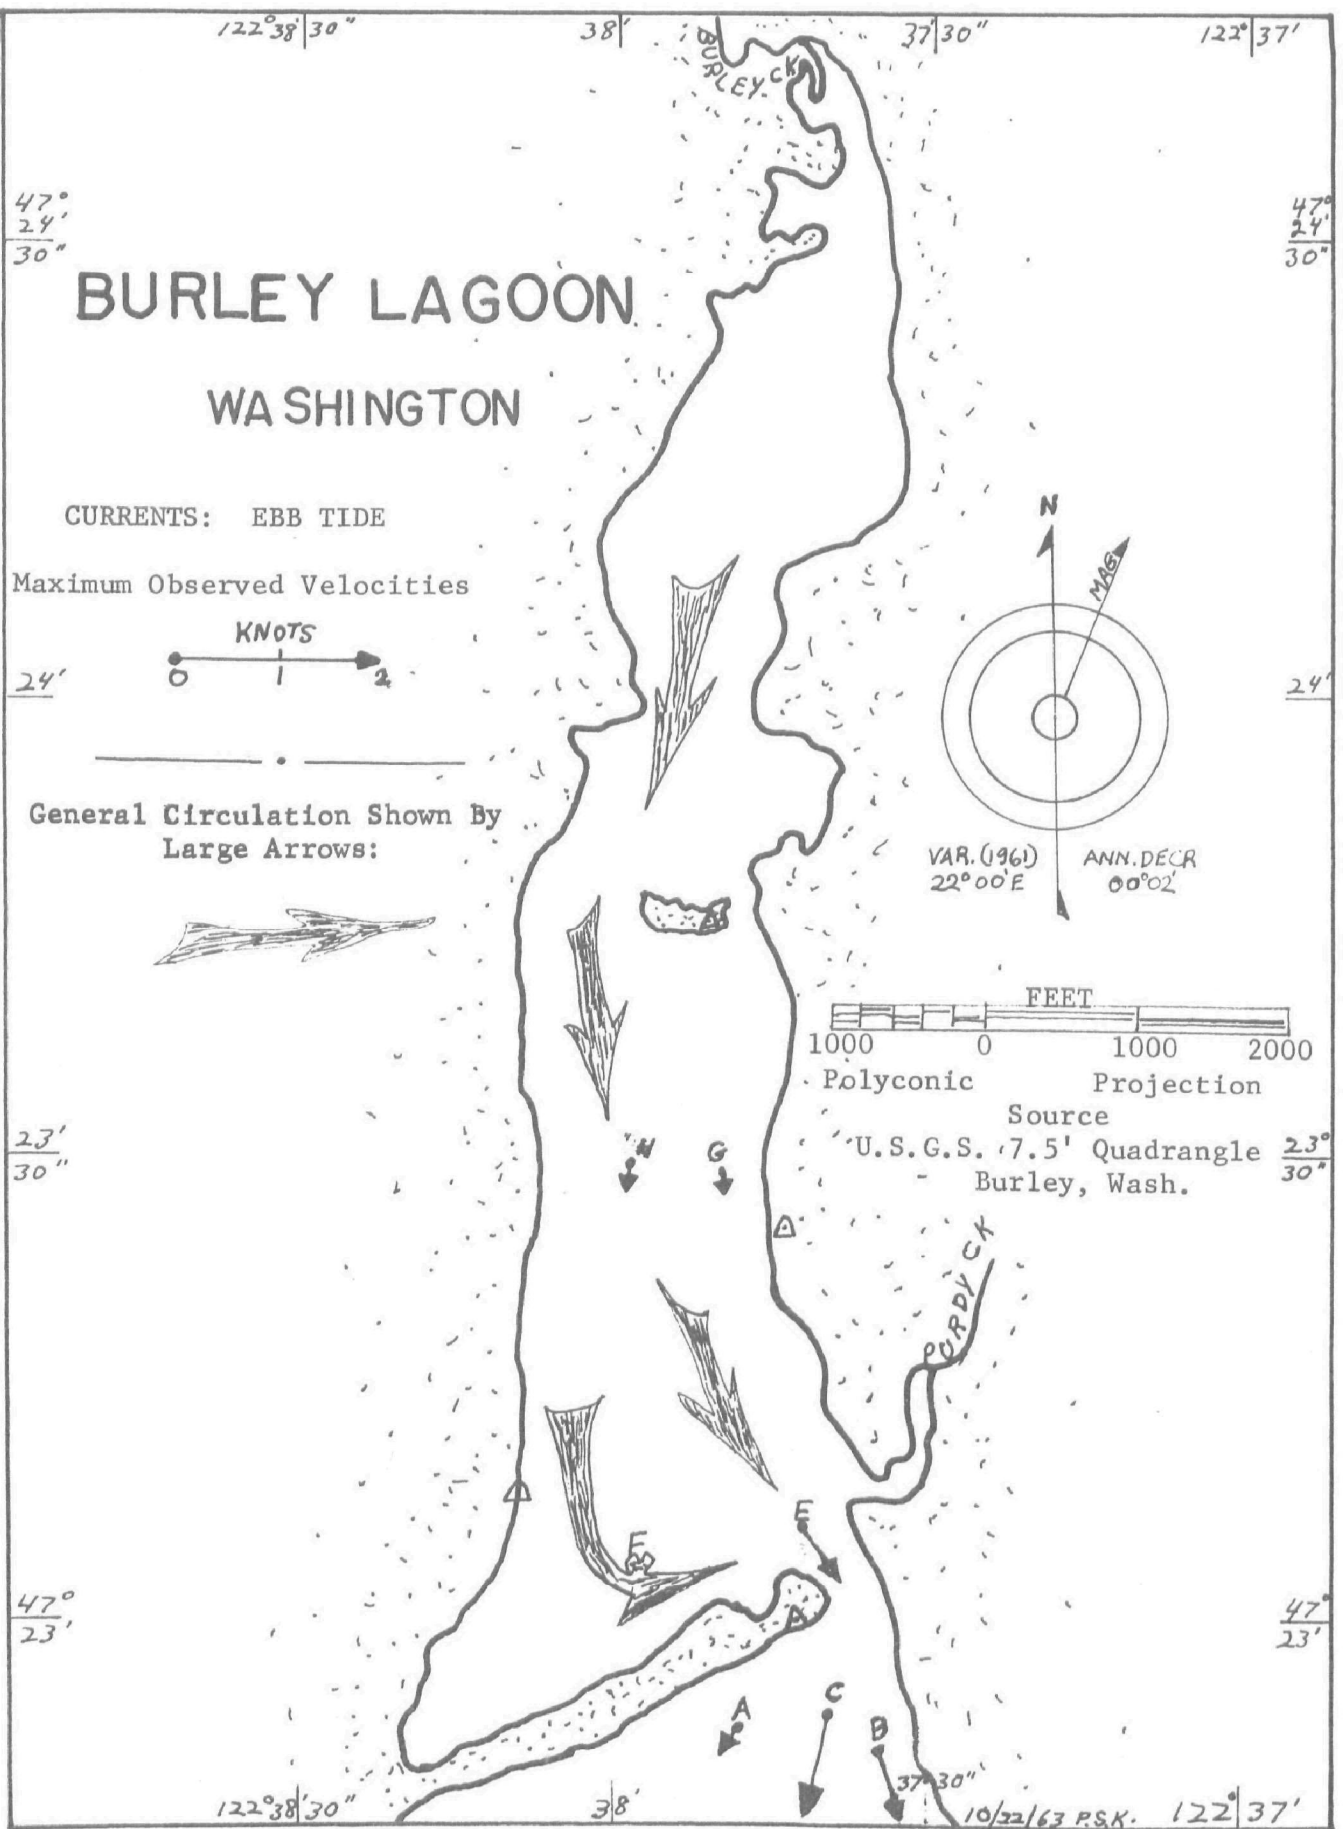 122° 38' 30"
38'
37' 30"
122° 37'
BURLEY CK
47°
24'
30"
47°
24'
30"
BURLEY LAGOON
WASHINGTON
CURRENTS: EBB TIDE
Maximum Observed Velocities
KNOTS
0 1 2
24'
24'
General Circulation Shown By
Large Arrows:
N
MAG
VAR. (1961)
22° 00' E
ANN. DECR
00° 02'
FEET
1000 0 1000 2000
Polyconic Projection
Source
U.S.G.S. 7.5' Quadrangle
Burley, Wash.
23'
30"
23°
30"
H
G
PURDY CK
E
F
47°
23'
47°
23'
A
C
B
37' 30"
122° 38' 30"
38'
10/22/63 P.S.K.
122° 37'